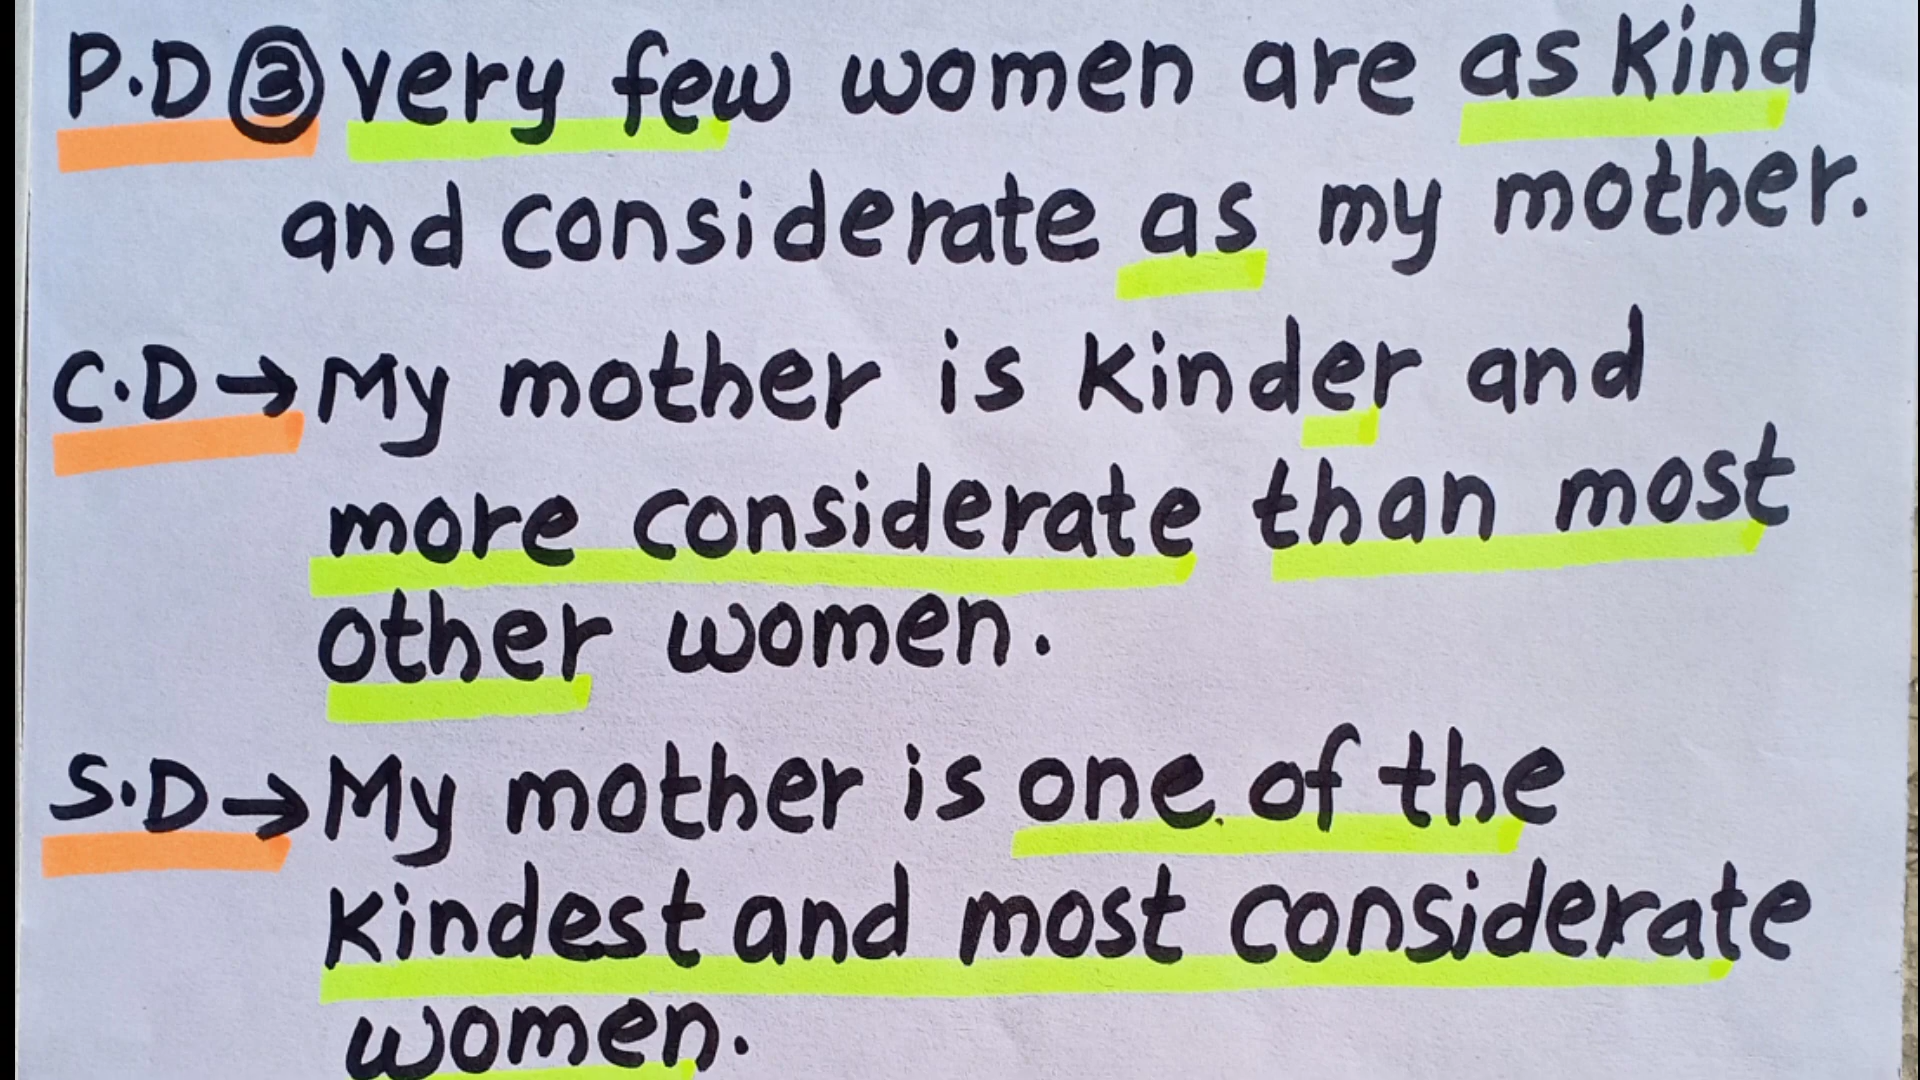 P.D ③ very few women are as kind
and considerate as my mother.
C.D → My mother is kinder and
more considerate than most
other women.
S.D → My mother is one of the
kindest and most considerate
women.